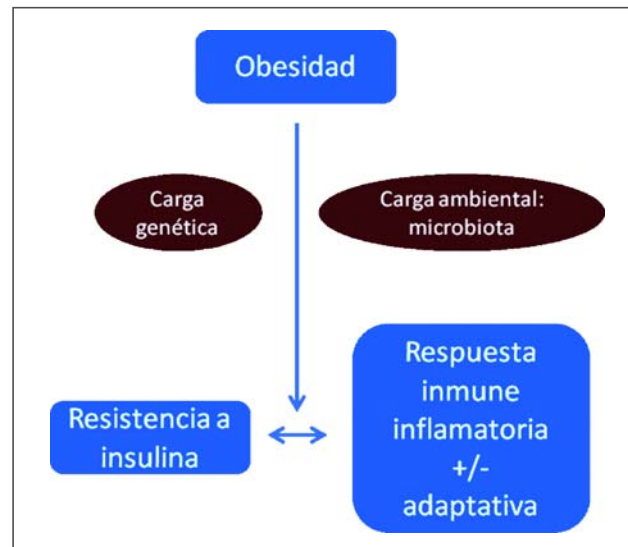 Obesidad
Carga
genética
Carga ambiental:
microbiota
Resistencia a
insulina
Respuesta
inmune
inflamatoria
+/-
adaptativa